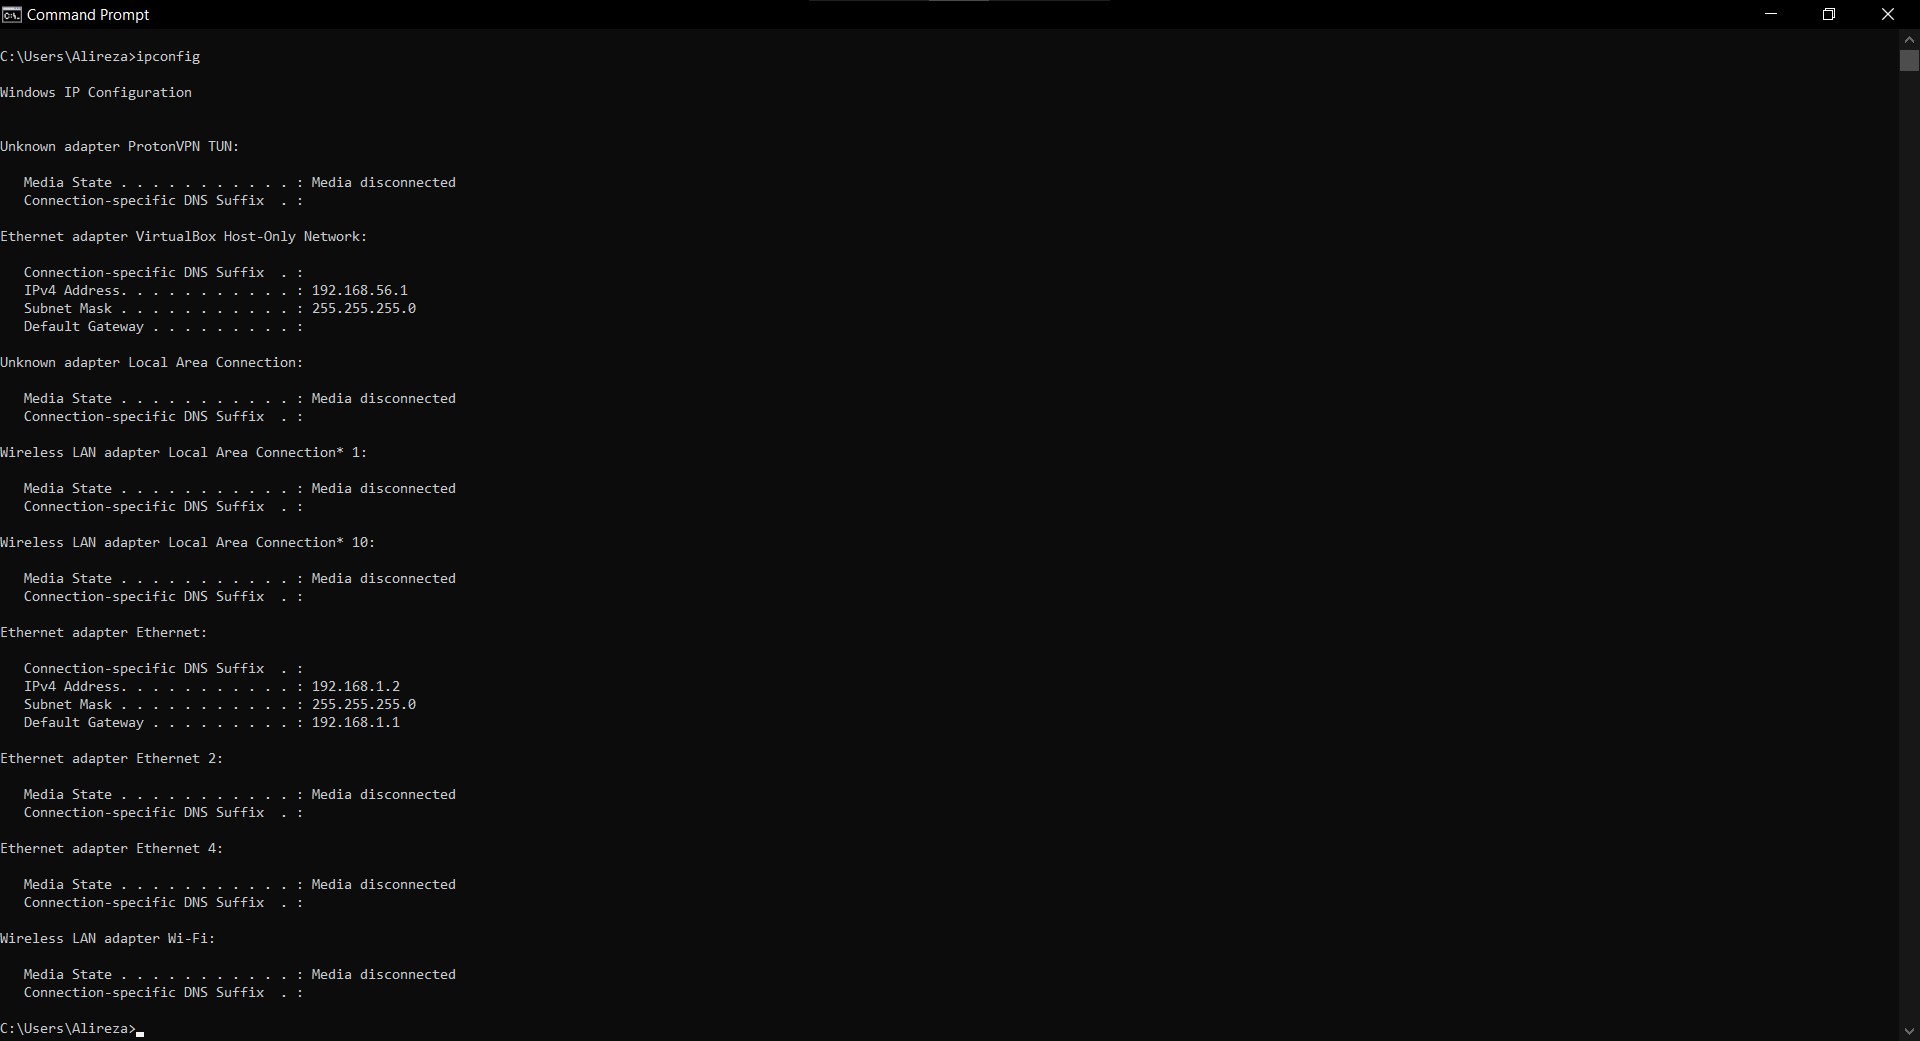 Command Prompt
C:\Users\Alireza>ipconfig
Windows IP Configuration
Unknown adapter ProtonVPN TUN:
   Media State . . . . . . . . . . . : Media disconnected
   Connection-specific DNS Suffix  . :
Ethernet adapter VirtualBox Host-Only Network:
   Connection-specific DNS Suffix  . :
   IPv4 Address. . . . . . . . . . . : 192.168.56.1
   Subnet Mask . . . . . . . . . . . : 255.255.255.0
   Default Gateway . . . . . . . . . :
Unknown adapter Local Area Connection:
   Media State . . . . . . . . . . . : Media disconnected
   Connection-specific DNS Suffix  . :
Wireless LAN adapter Local Area Connection* 1:
   Media State . . . . . . . . . . . : Media disconnected
   Connection-specific DNS Suffix  . :
Wireless LAN adapter Local Area Connection* 10:
   Media State . . . . . . . . . . . : Media disconnected
   Connection-specific DNS Suffix  . :
Ethernet adapter Ethernet:
   Connection-specific DNS Suffix  . :
   IPv4 Address. . . . . . . . . . . : 192.168.1.2
   Subnet Mask . . . . . . . . . . . : 255.255.255.0
   Default Gateway . . . . . . . . . : 192.168.1.1
Ethernet adapter Ethernet 2:
   Media State . . . . . . . . . . . : Media disconnected
   Connection-specific DNS Suffix  . :
Ethernet adapter Ethernet 4:
   Media State . . . . . . . . . . . : Media disconnected
   Connection-specific DNS Suffix  . :
Wireless LAN adapter Wi-Fi:
   Media State . . . . . . . . . . . : Media disconnected
   Connection-specific DNS Suffix  . :
C:\Users\Alireza>